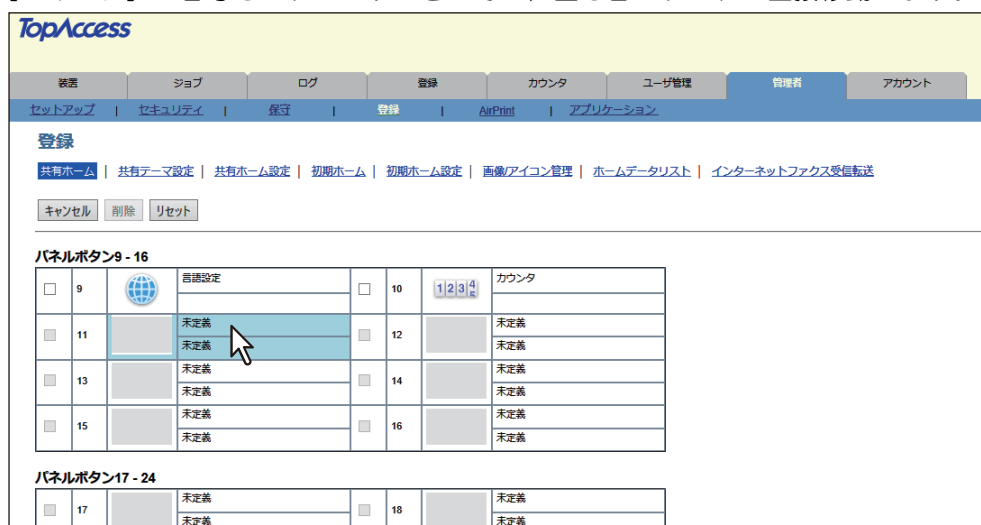 TopAccess
装置 ジョブ ログ 登録 カウンタ ユーザ管理 管理者 アカウント
セットアップ | セキュリティ | 保守 | 登録 | AirPrint | アプリケーション
登録
共有ホーム | 共有テーマ設定 | 共有ホーム設定 | 初期ホーム | 初期ホーム設定 | 画像/アイコン管理 | ホームデータリスト | インターネットファクス受信転送
キャンセル 削除 リセット
パネルボタン9 - 16
9 言語設定 10 1 2 3 4 5 カウンタ
11 未定義 12 未定義
未定義 未定義
13 未定義 14 未定義
未定義 未定義
15 未定義 16 未定義
未定義 未定義
パネルボタン17 - 24
17 未定義 18 未定義
未定義 未定義